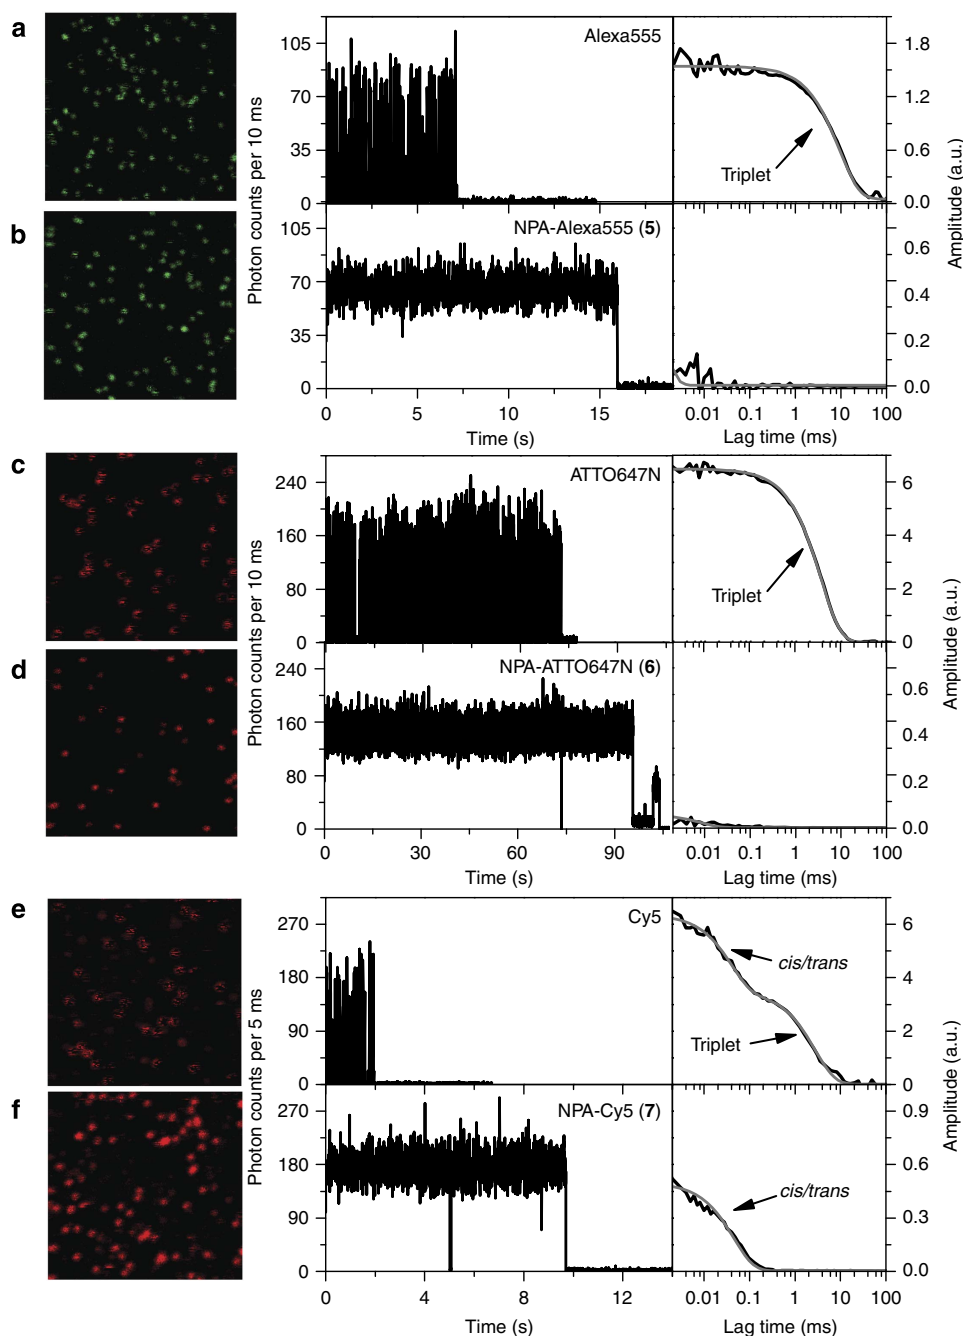 a
Photon counts per 10 ms
105
70
35
0
Alexa555
Triplet
1.8
1.2
0.6
0.0
Amplitude (a.u.)
b
105
70
35
0
NPA-Alexa555 (5)
0.6
0.4
0.2
0.0
0 5 10 15
Time (s)
0.01 0.1 1 10 100
Lag time (ms)
c
Photon counts per 10 ms
240
160
80
0
ATTO647N
Triplet
6
4
2
0
Amplitude (a.u.)
d
240
160
80
0
NPA-ATTO647N (6)
0.6
0.4
0.2
0.0
0 30 60 90
Time (s)
0.01 0.1 1 10 100
Lag time (ms)
e
Photon counts per 5 ms
270
180
90
0
Cy5
cis/trans
Triplet
6
4
2
0
Amplitude (a.u.)
f
270
180
90
0
NPA-Cy5 (7)
cis/trans
0.9
0.6
0.3
0.0
0 4 8 12
Time (s)
0.01 0.1 1 10 100
Lag time (ms)